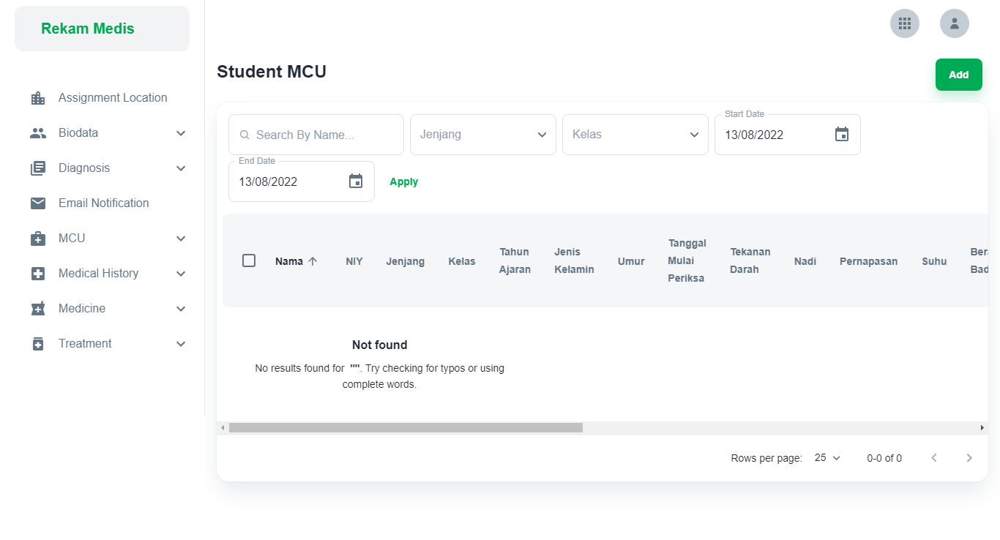 Rekam Medis
Assignment Location
Biodata
Diagnosis
Email Notification
MCU
Medical History
Medicine
Treatment
Student MCU
Add
Search By Name...
Jenjang
Kelas
Start Date
13/08/2022
End Date
13/08/2022
Apply
Nama
NIY
Jenjang
Kelas
Tahun
Ajaran
Jenis
Kelamin
Umur
Tanggal
Mulai
Periksa
Tekanan
Darah
Nadi
Pernapasan
Suhu
Ber
Bad
Not found
No results found for "". Try checking for typos or using
complete words.
Rows per page: 25 0-0 of 0